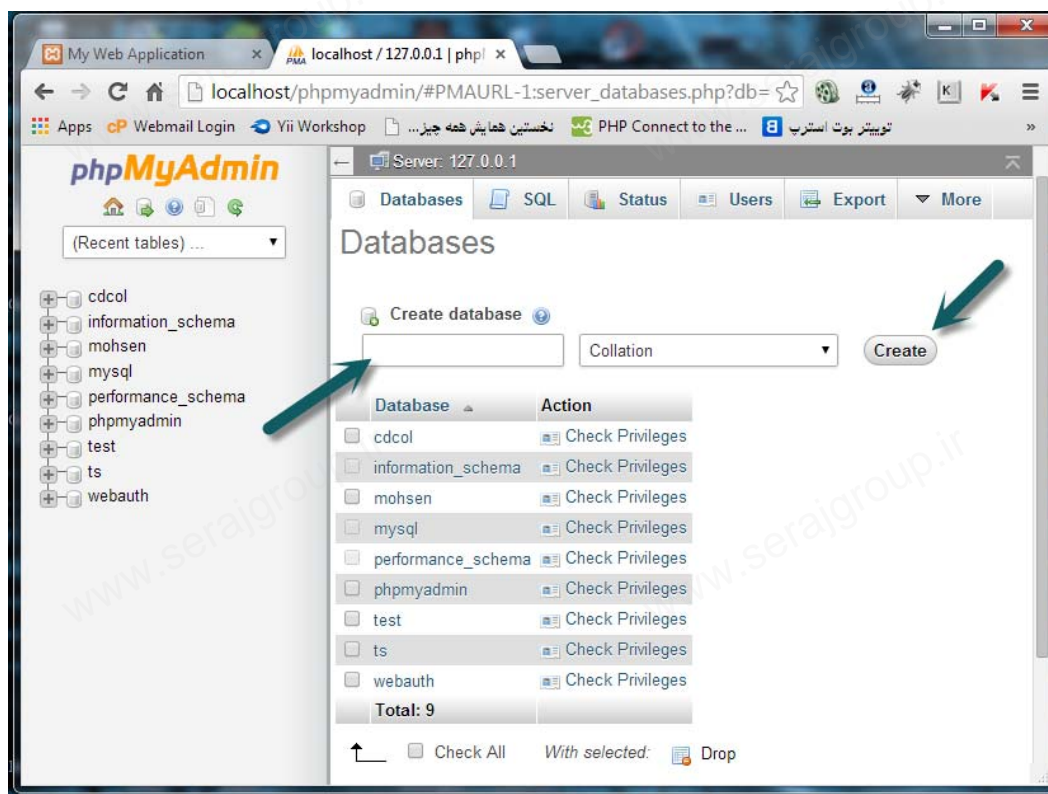 My Web Application
localhost / 127.0.0.1 | phpl
localhost/phpmyadmin/#PMAURL-1:server_databases.php?db=
Apps
cP Webmail Login
Yii Workshop
نخستین همایش همه چیز...
PHP Connect to the ...
B توییتر بوت استرپ
»
phpMyAdmin
(Recent tables) ...
cdcol
information_schema
mohsen
mysql
performance_schema
phpmyadmin
test
ts
webauth
Server: 127.0.0.1
Databases
SQL
Status
Users
Export
More
Databases
Create database
Collation
Create
Database
Action
cdcol
Check Privileges
information_schema
Check Privileges
mohsen
Check Privileges
mysql
Check Privileges
performance_schema
Check Privileges
phpmyadmin
Check Privileges
test
Check Privileges
ts
Check Privileges
webauth
Check Privileges
Total: 9
Check All
With selected:
Drop
www.serajgroup.ir